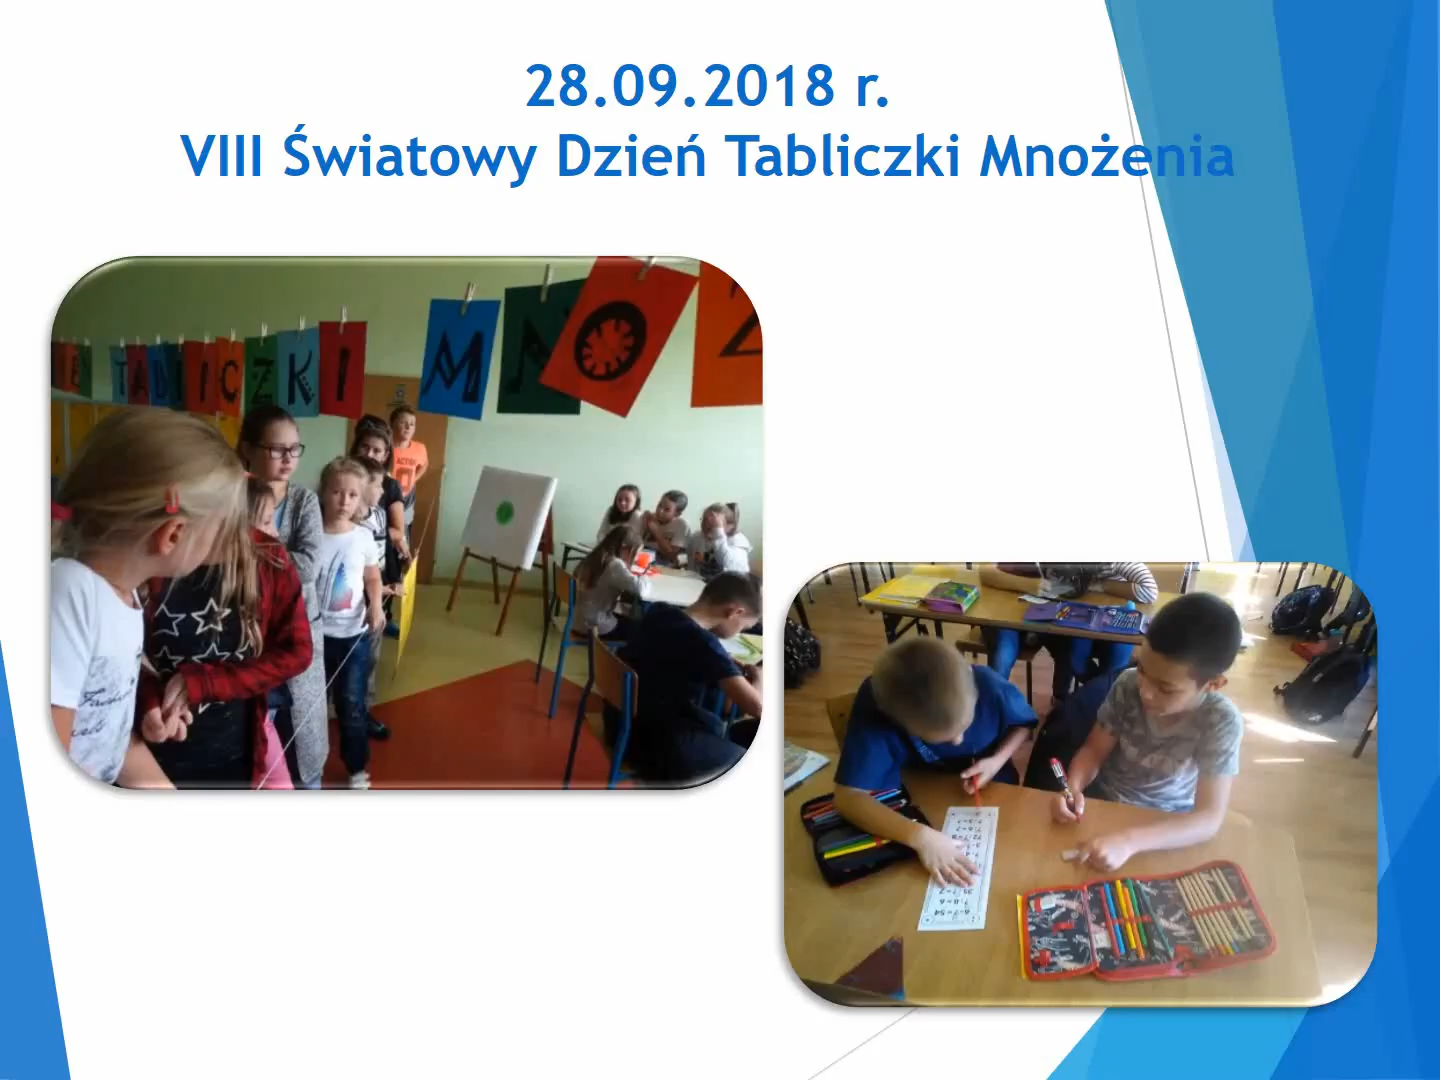 28.09.2018 r.
VIII Światowy Dzień Tabliczki Mnożenia
TABLICZKI MNOŻ